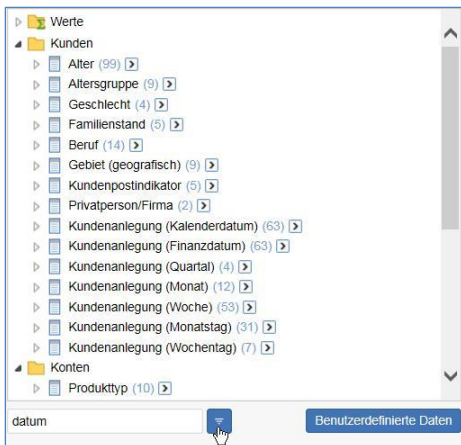 Werte
Kunden
Alter (99)
Altersgruppe (9)
Geschlecht (4)
Familienstand (5)
Beruf (14)
Gebiet (geografisch) (9)
Kundenpostindikator (5)
Privatperson/Firma (2)
Kundenanlegung (Kalenderdatum) (63)
Kundenanlegung (Finanzdatum) (63)
Kundenanlegung (Quartal) (4)
Kundenanlegung (Monat) (12)
Kundenanlegung (Woche) (53)
Kundenanlegung (Monatstag) (31)
Kundenanlegung (Wochentag) (7)
Konten
Produkttyp (10)
datum
Benutzerdefinierte Daten